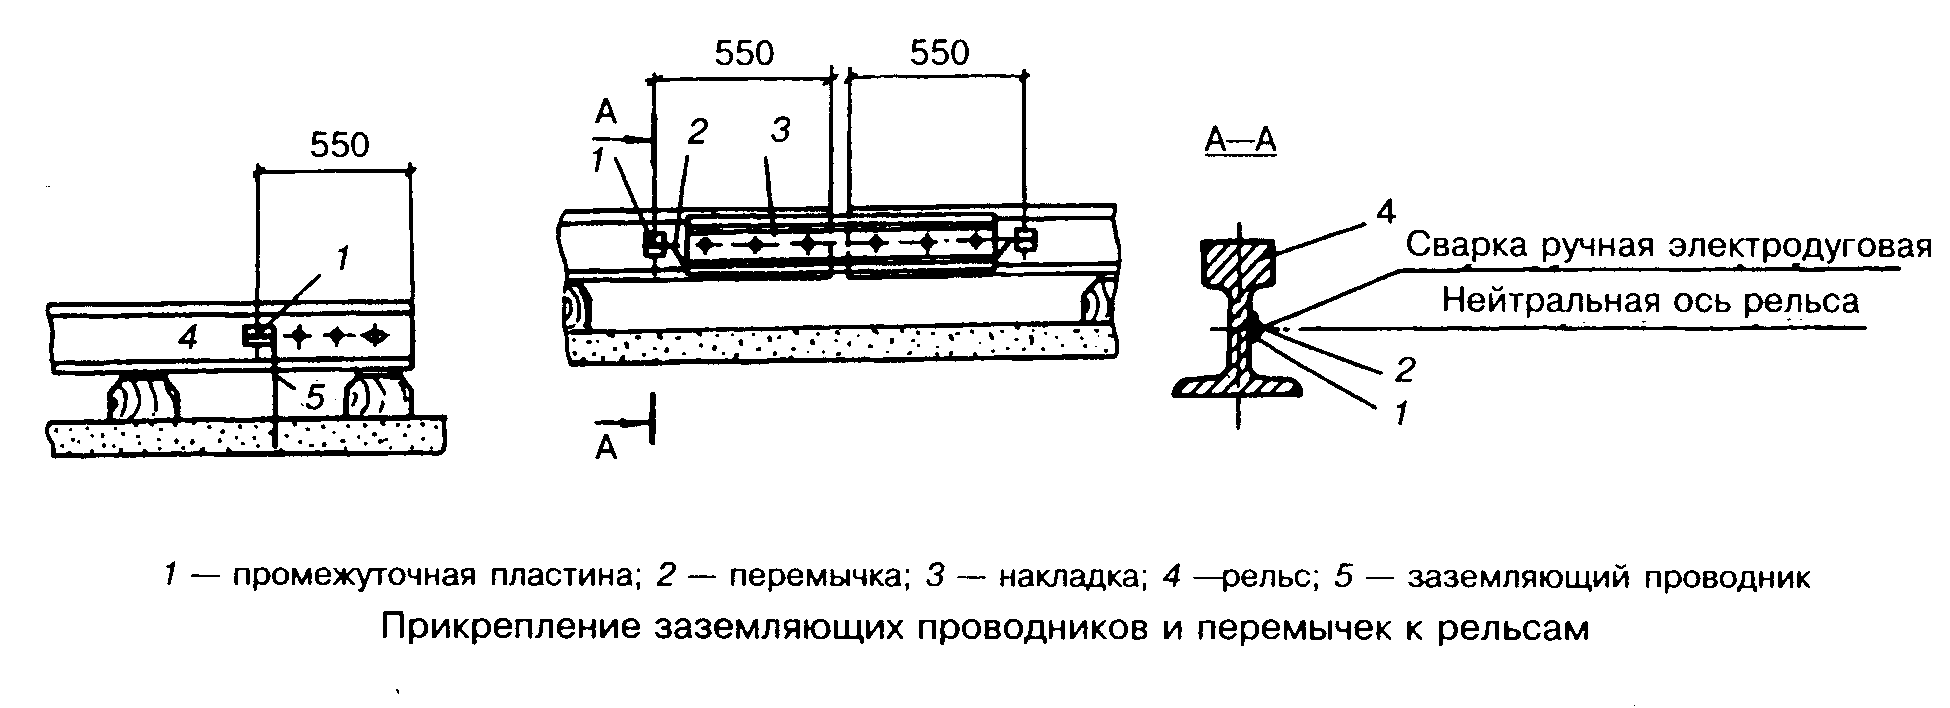 550
1
4
5
550
550
А
1
2
3
А
А—А
4
Сварка ручная электродуговая
Нейтральная ось рельса
2
1
1 — промежуточная пластина; 2 — перемычка; 3 — накладка; 4 —рельс; 5 — заземляющий проводник
Прикрепление заземляющих проводников и перемычек к рельсам